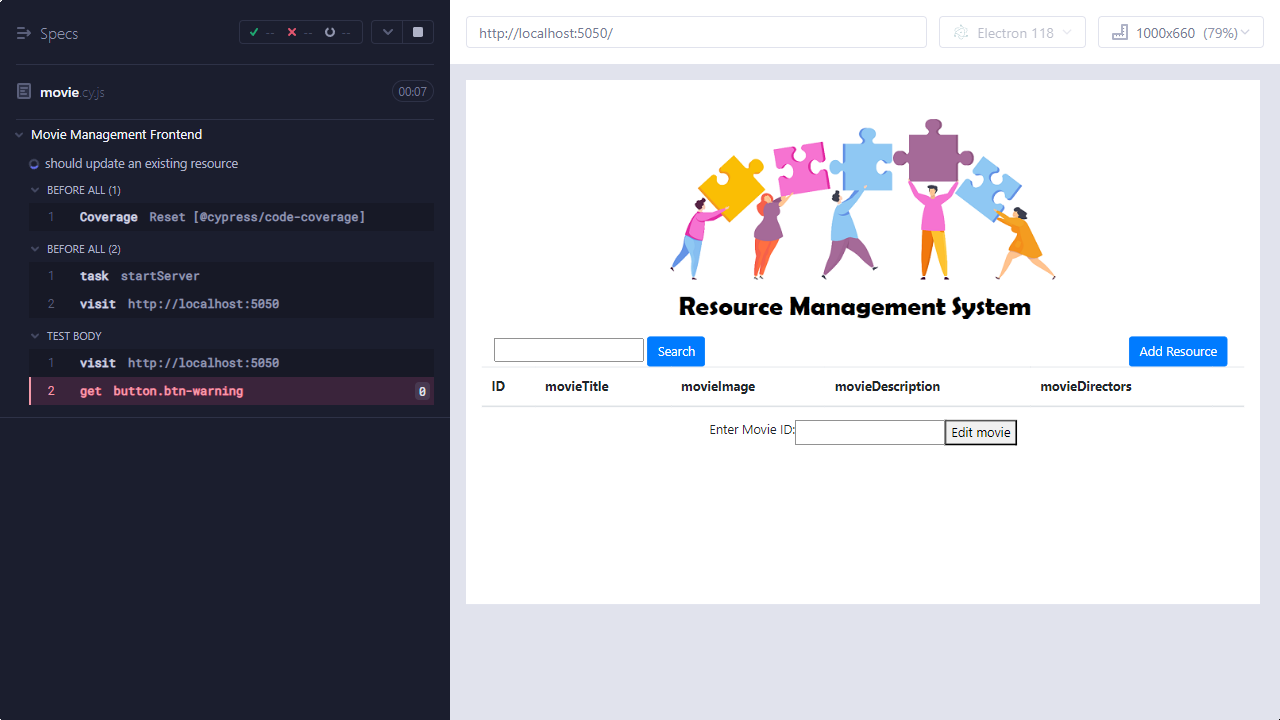 Specs
-- -- --
movie.cy.js 00:07
Movie Management Frontend
should update an existing resource
BEFORE ALL (1)
1 Coverage Reset [@cypress/code-coverage]
BEFORE ALL (2)
1 task startServer
2 visit http://localhost:5050
TEST BODY
1 visit http://localhost:5050
2 get button.btn-warning 0
http://localhost:5050/
Electron 118
1000x660 (79%)
Resource Management System
Search
Add Resource
ID movieTitle movieImage movieDescription movieDirectors
Enter Movie ID: Edit movie